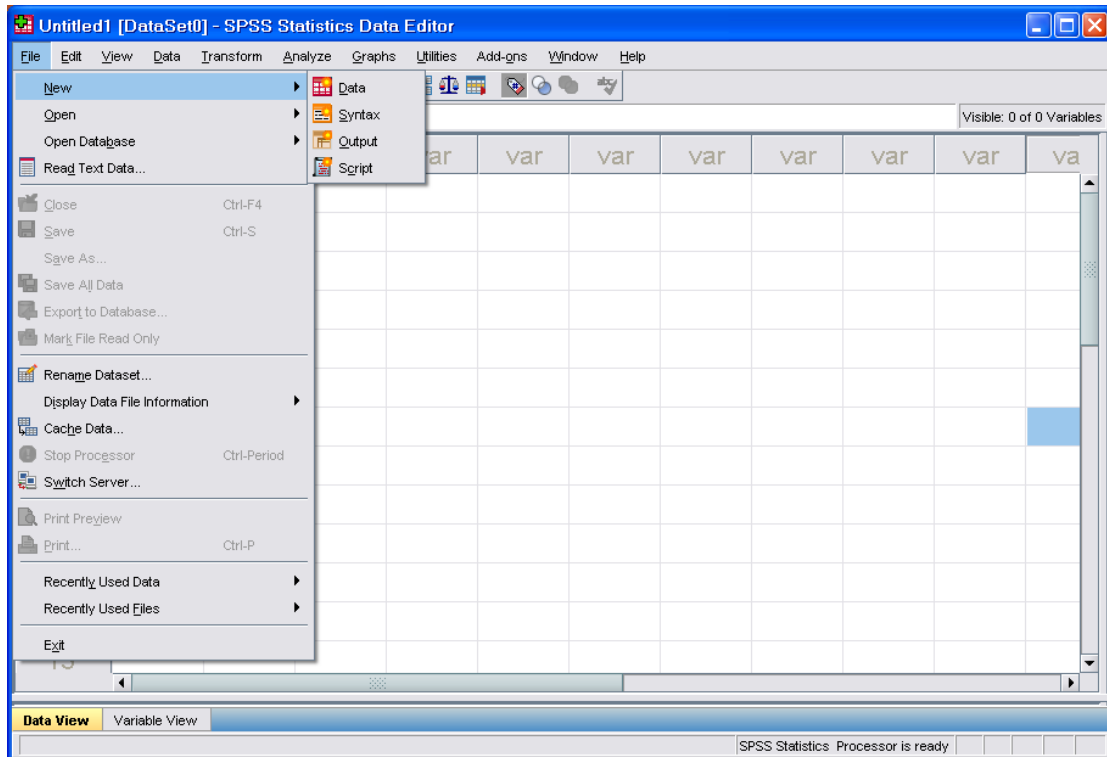 Untitled1 [DataSet0] - SPSS Statistics Data Editor
File Edit View Data Transform Analyze Graphs Utilities Add-ons Window Help
New
Data
Syntax
Output
Script
Open
Open Database
Read Text Data...
Visible: 0 of 0 Variables
var var var var var var va
Close Ctrl-F4
Save Ctrl-S
Save As...
Save All Data
Export to Database...
Mark File Read Only
Rename Dataset...
Display Data File Information
Cache Data...
Stop Processor Ctrl-Period
Switch Server...
Print Preview
Print... Ctrl-P
Recently Used Data
Recently Used Files
Exit
Data View Variable View
SPSS Statistics Processor is ready